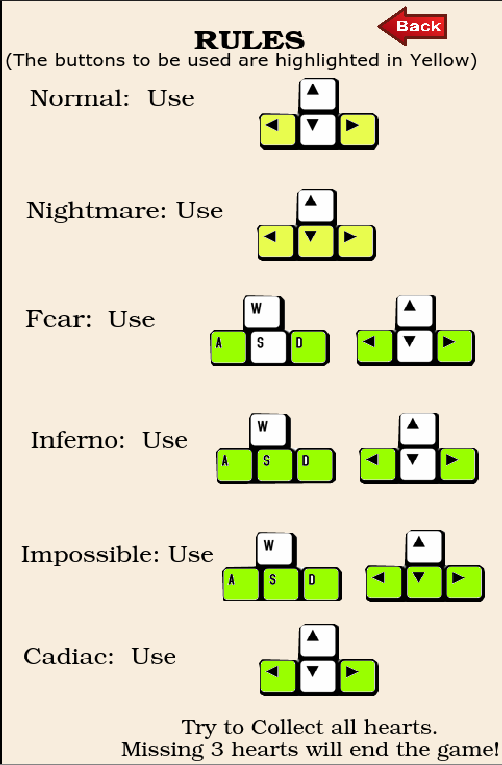 Back
RULES
(The buttons to be used are highlighted in Yellow)
Normal: Use
Nightmare: Use
Fear: Use
W
A S D
Inferno: Use
W
A S D
Impossible: Use
W
A S D
Cadiac: Use
Try to Collect all hearts.
Missing 3 hearts will end the game!